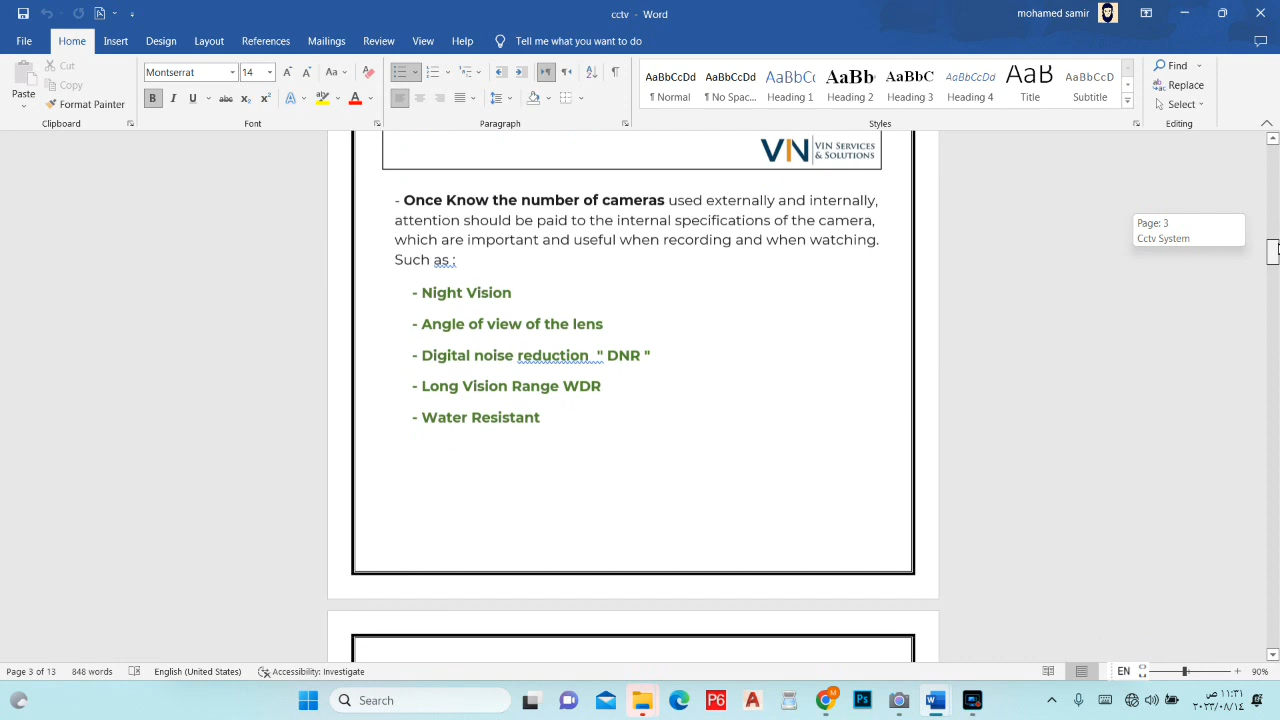 cctv - Word
mohamed samir
File Home Insert Design Layout References Mailings Review View Help Tell me what you want to do
Paste
Cut
Copy
Format Painter
Clipboard
Montserrat 14
Font
Paragraph
AaBbCcDd AaBbCcDd AaBbCc AaBb AaBbC AaBbCcDd AaB AaBbCcD
¶ Normal ¶ No Spac... Heading 1 Heading 2 Heading 3 Heading 4 Title Subtitle
Styles
Find
Replace
Select
Editing
VIN VIN SERVICES
& SOLUTIONS
- Once Know the number of cameras used externally and internally,
attention should be paid to the internal specifications of the camera,
which are important and useful when recording and when watching.
Such as :
- Night Vision
- Angle of view of the lens
- Digital noise reduction " DNR "
- Long Vision Range WDR
- Water Resistant
Page: 3
Cctv System
Page 3 of 13 848 words English (United States) Accessibility: Investigate
EN
90%
Search